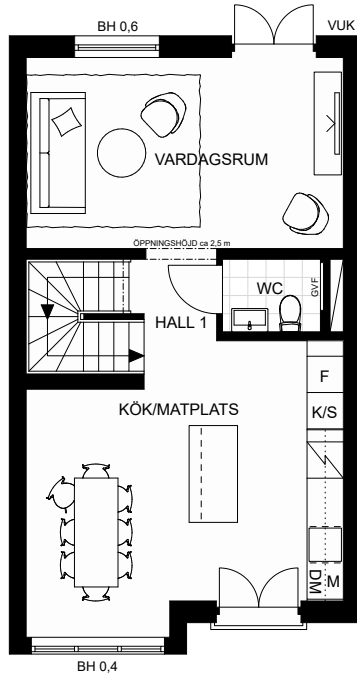 BH 0,6
VUK
VARDAGSRUM
ÖPPNINGSHÖJD ca 2,5 m
WC
GVF
HALL 1
F
KÖK/MATPLATS
K/S
DM
M
BH 0,4